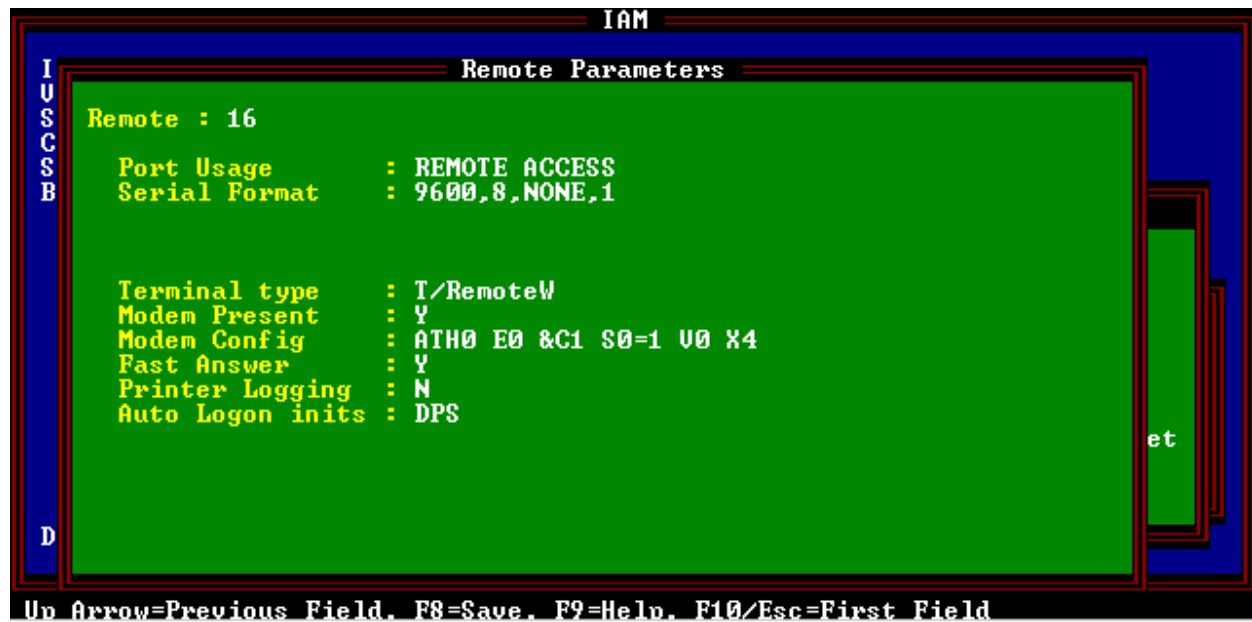 IAM
Remote Parameters
I
V
S
C
S
B
D
Remote : 16
Port Usage : REMOTE ACCESS
Serial Format : 9600,8,NONE,1
Terminal type : T/RemoteW
Modem Present : Y
Modem Config : ATH0 E0 &C1 S0=1 V0 X4
Fast Answer : Y
Printer Logging : N
Auto Logon inits : DPS
et
Up Arrow=Previous Field, F8=Save, F9=Help, F10/Esc=First Field